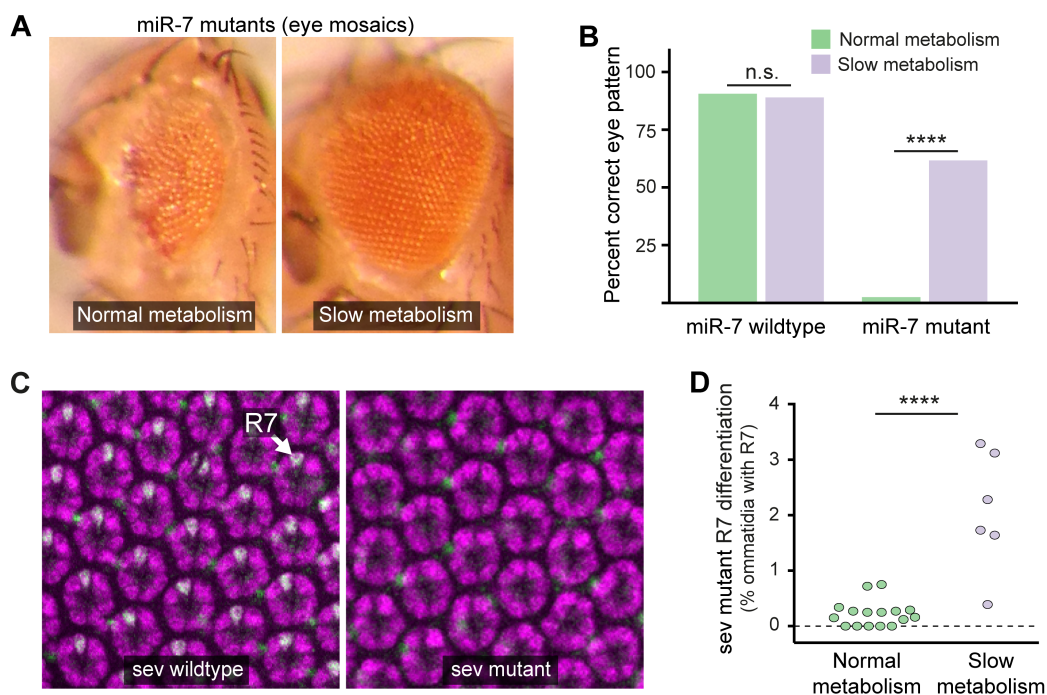 A
miR-7 mutants (eye mosaics)
Normal metabolism
Slow metabolism
B
Normal metabolism
Slow metabolism
Percent correct eye pattern
100
75
50
25
n.s.
****
miR-7 wildtype
miR-7 mutant
C
R7
sev wildtype
sev mutant
D
sev mutant R7 differentiation
(% ommatidia with R7)
4
3
2
1
0
****
Normal
metabolism
Slow
metabolism